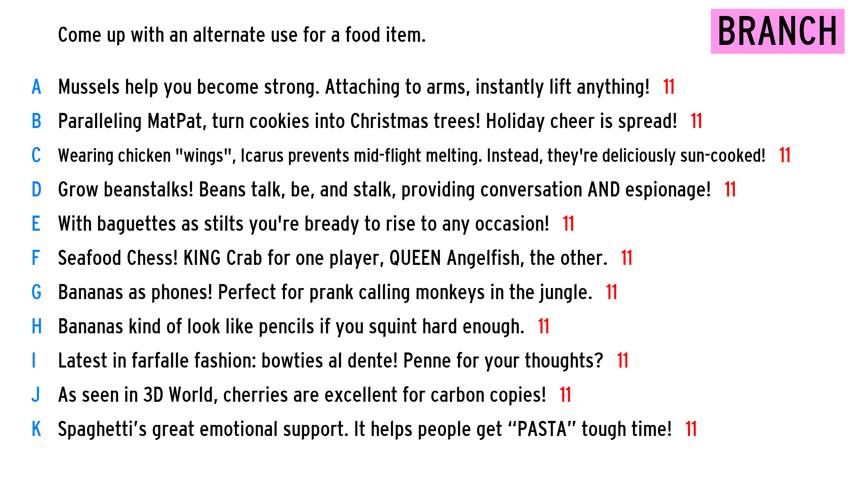 Come up with an alternate use for a food item.
BRANCH
A Mussels help you become strong. Attaching to arms, instantly lift anything! 11
B Paralleling MatPat, turn cookies into Christmas trees! Holiday cheer is spread! 11
C Wearing chicken "wings", Icarus prevents mid-flight melting. Instead, they're deliciously sun-cooked! 11
D Grow beanstalks! Beans talk, be, and stalk, providing conversation AND espionage! 11
E With baguettes as stilts you're bready to rise to any occasion! 11
F Seafood Chess! KING Crab for one player, QUEEN Angelfish, the other. 11
G Bananas as phones! Perfect for prank calling monkeys in the jungle. 11
H Bananas kind of look like pencils if you squint hard enough. 11
I Latest in farfalle fashion: bowties al dente! Penne for your thoughts? 11
J As seen in 3D World, cherries are excellent for carbon copies! 11
K Spaghetti’s great emotional support. It helps people get “PASTA” tough time! 11